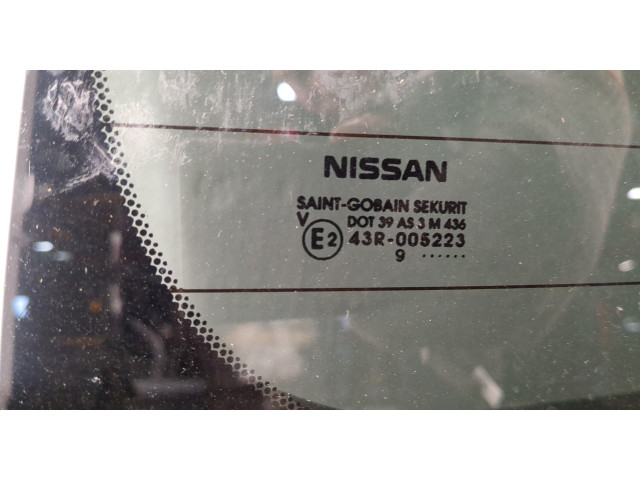 NISSAN
SAINT-GOBAIN SEKURIT
DOT 39 AS 3 M 436
V
E2 43R-005223
9 ......